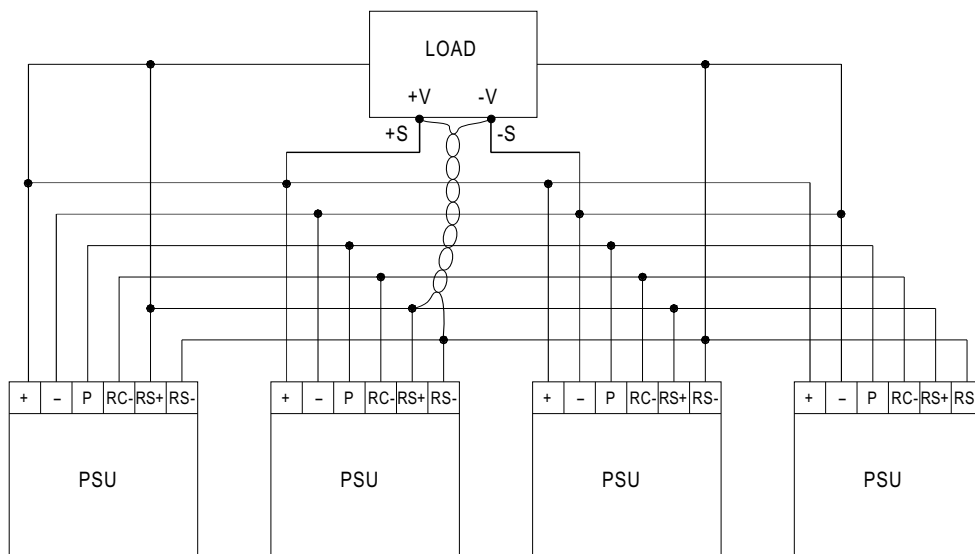 LOAD
+V -V
+S -S
+ – P RC- RS+ RS- + – P RC- RS+ RS- + – P RC- RS+ RS- + – P RC- RS+ RS
PSU PSU PSU PSU